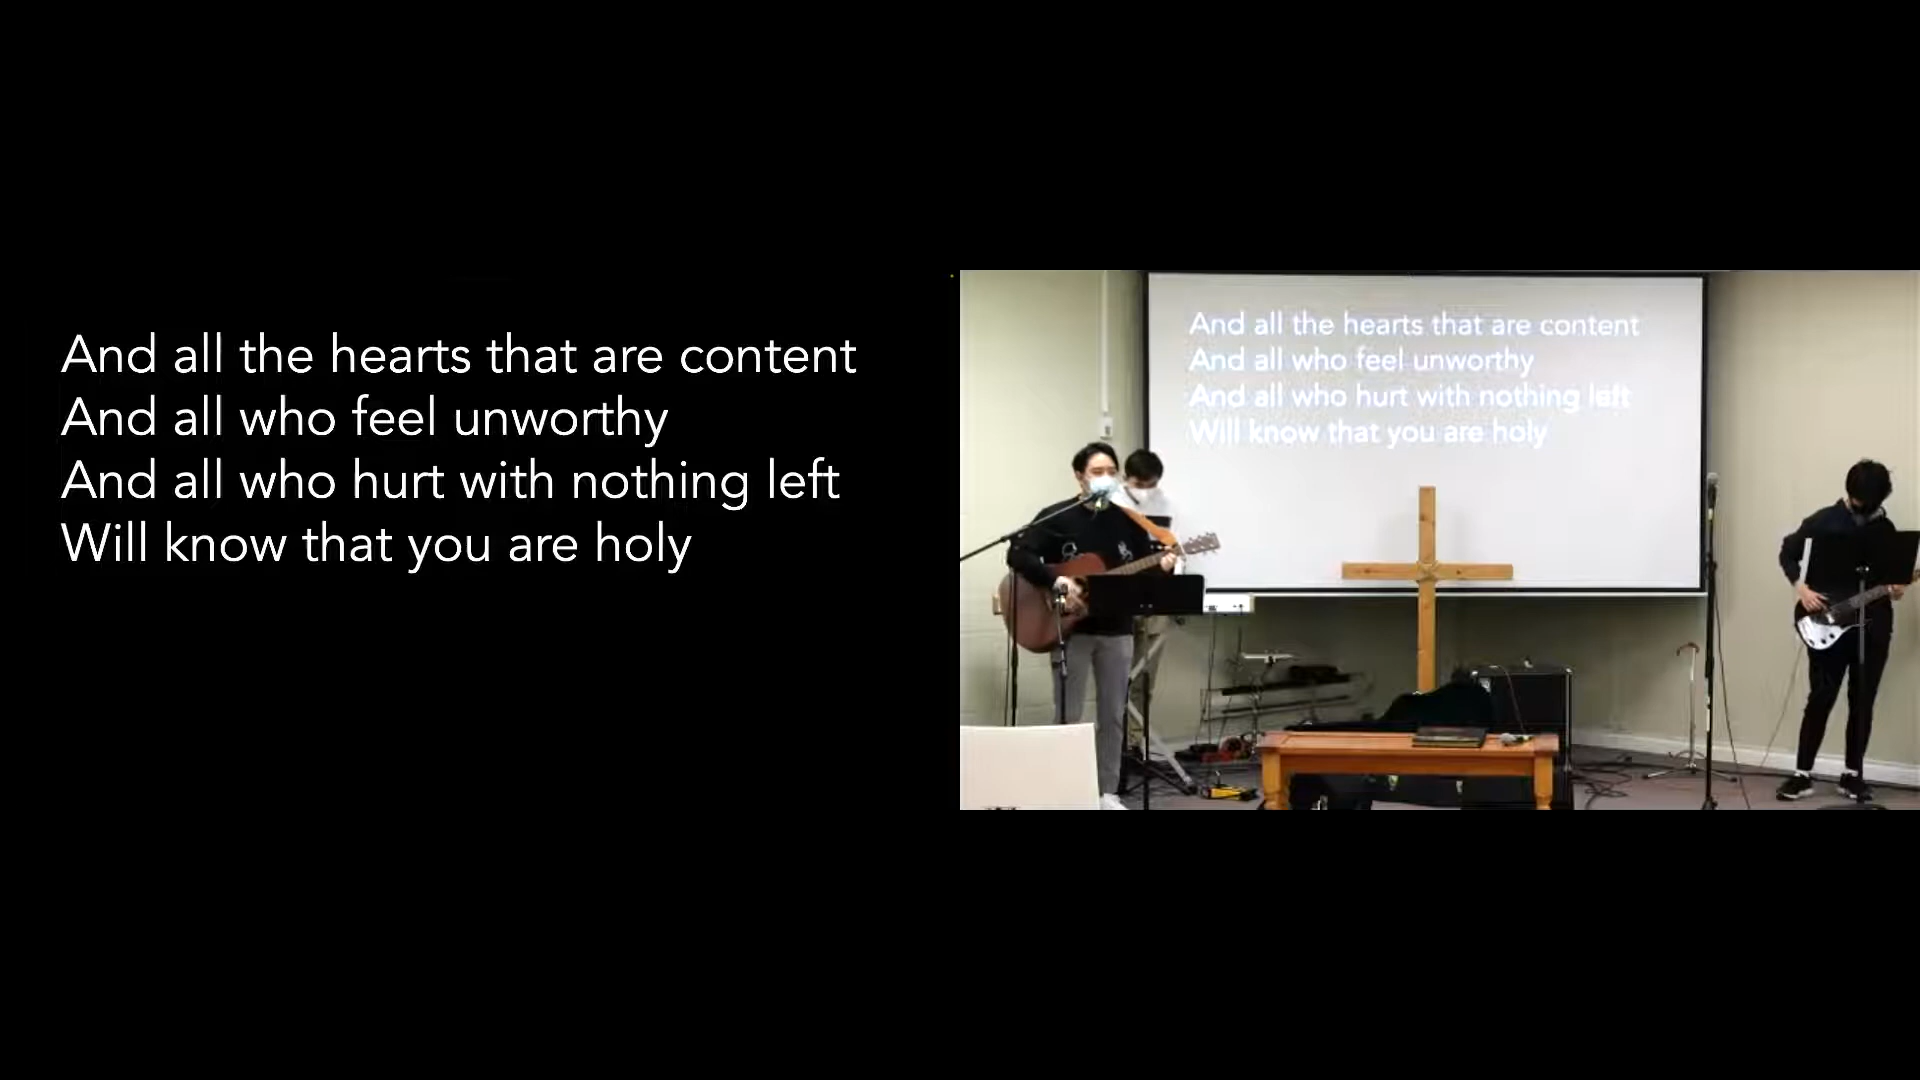 And all the hearts that are content
And all who feel unworthy
And all who hurt with nothing left
Will know that you are holy
And all the hearts that are content
And all who feel unworthy
And all who hurt with nothing left
Will know that you are holy